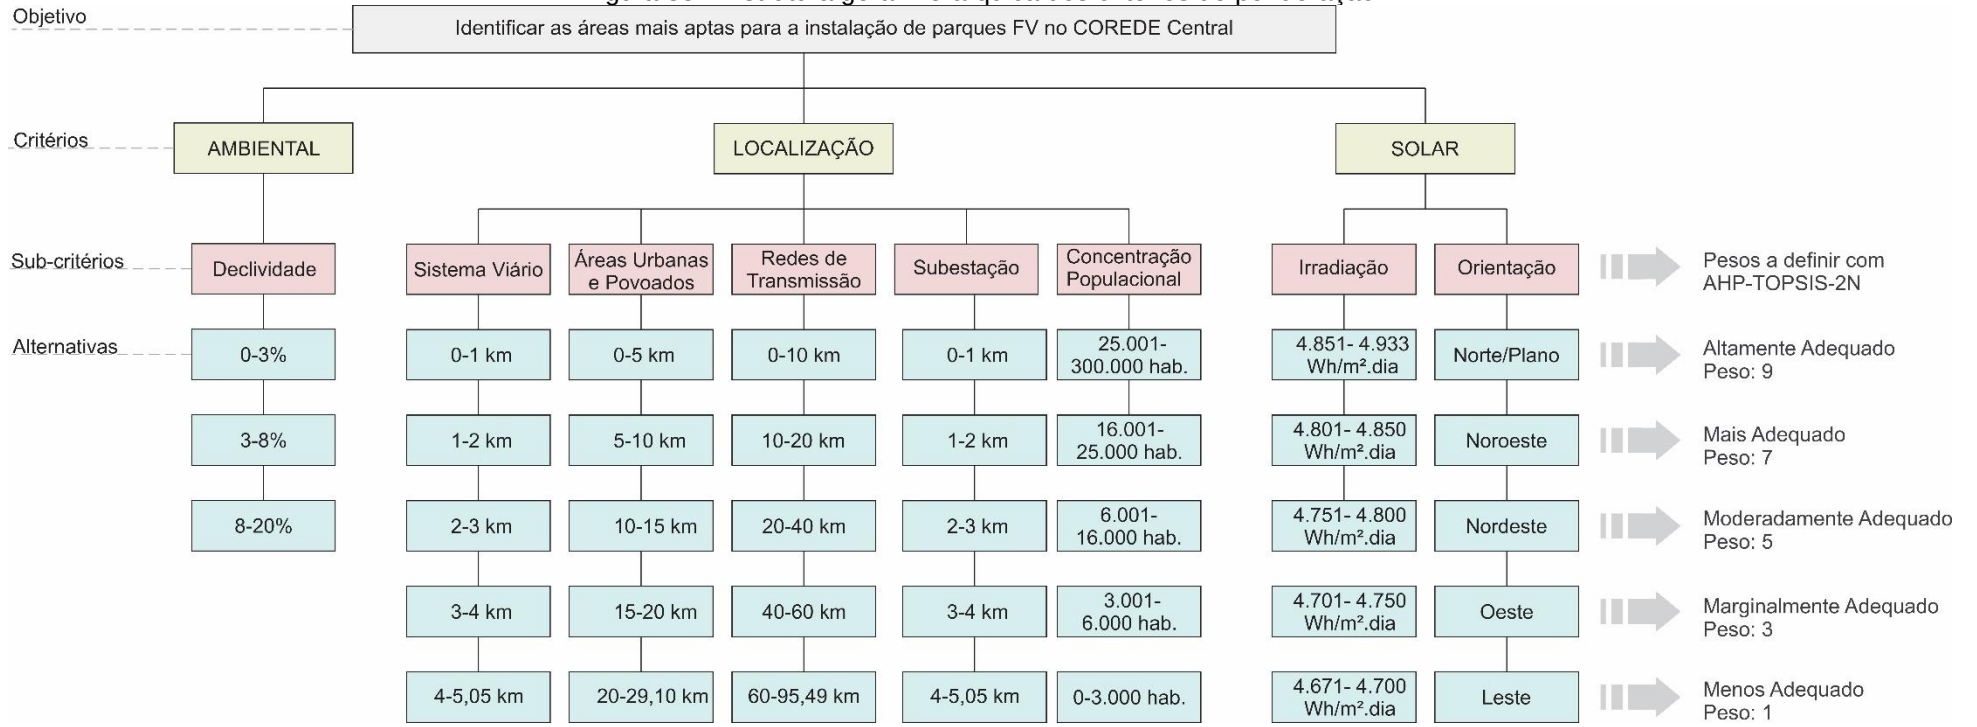 Objetivo
Identificar as áreas mais aptas para a instalação de parques FV no COREDE Central
Critérios
AMBIENTAL
LOCALIZAÇÃO
SOLAR
Sub-critérios
Declividade
Sistema Viário
Áreas Urbanas
e Povoados
Redes de
Transmissão
Subestação
Concentração
Populacional
Irradiação
Orientação
Pesos a definir com
AHP-TOPSIS-2N
Alternativas
0-3%
0-1 km
0-5 km
0-10 km
0-1 km
25.001-
300.000 hab.
4.851- 4.933
Wh/m².dia
Norte/Plano
Altamente Adequado
Peso: 9
3-8%
1-2 km
5-10 km
10-20 km
1-2 km
16.001-
25.000 hab.
4.801- 4.850
Wh/m².dia
Noroeste
Mais Adequado
Peso: 7
8-20%
2-3 km
10-15 km
20-40 km
2-3 km
6.001-
16.000 hab.
4.751- 4.800
Wh/m².dia
Nordeste
Moderadamente Adequado
Peso: 5
3-4 km
15-20 km
40-60 km
3-4 km
3.001-
6.000 hab.
4.701- 4.750
Wh/m².dia
Oeste
Marginalmente Adequado
Peso: 3
4-5,05 km
20-29,10 km
60-95,49 km
4-5,05 km
0-3.000 hab.
4.671- 4.700
Wh/m².dia
Leste
Menos Adequado
Peso: 1